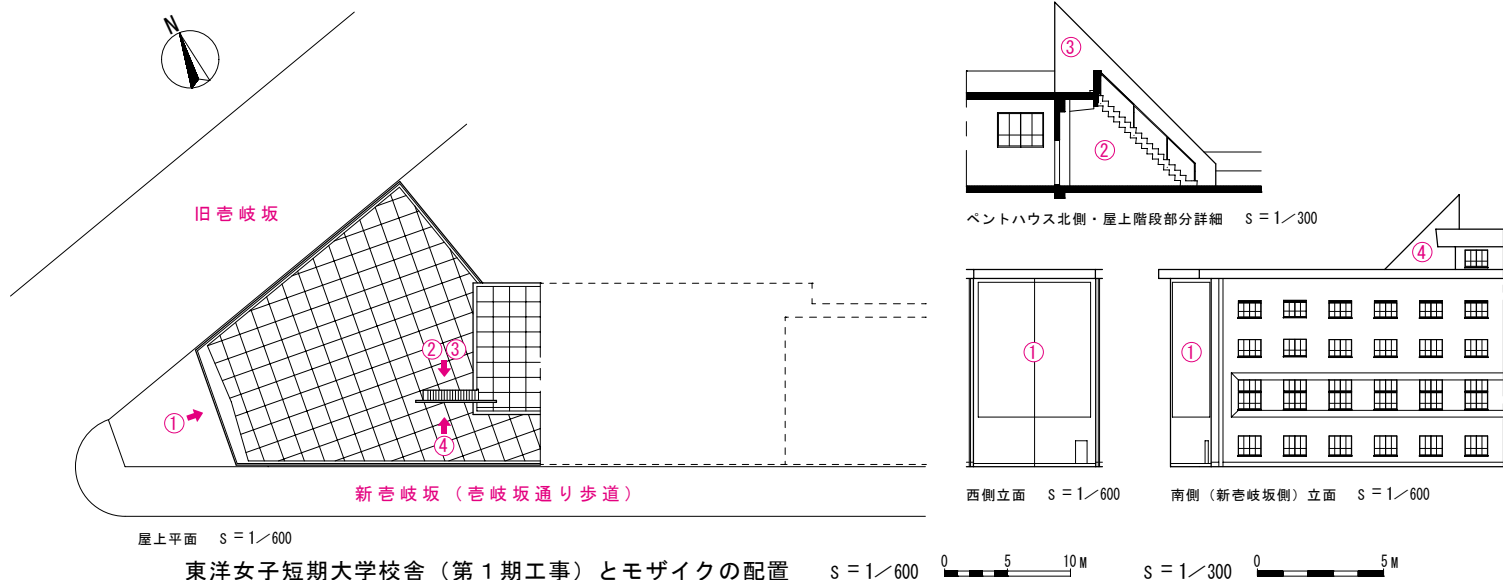 N
旧壱岐坂
② ③
①
④
新壱岐坂（壱岐坂通り歩道）
屋上平面 S = 1／600
③
②
ペントハウス北側・屋上階段部分詳細 S = 1／300
①
西側立面 S = 1／600
④
①
南側（新壱岐坂側）立面 S = 1／600
東洋女子短期大学校舎（第１期工事）とモザイクの配置 S = 1／600 0 5 10 M S = 1／300 0 5 M